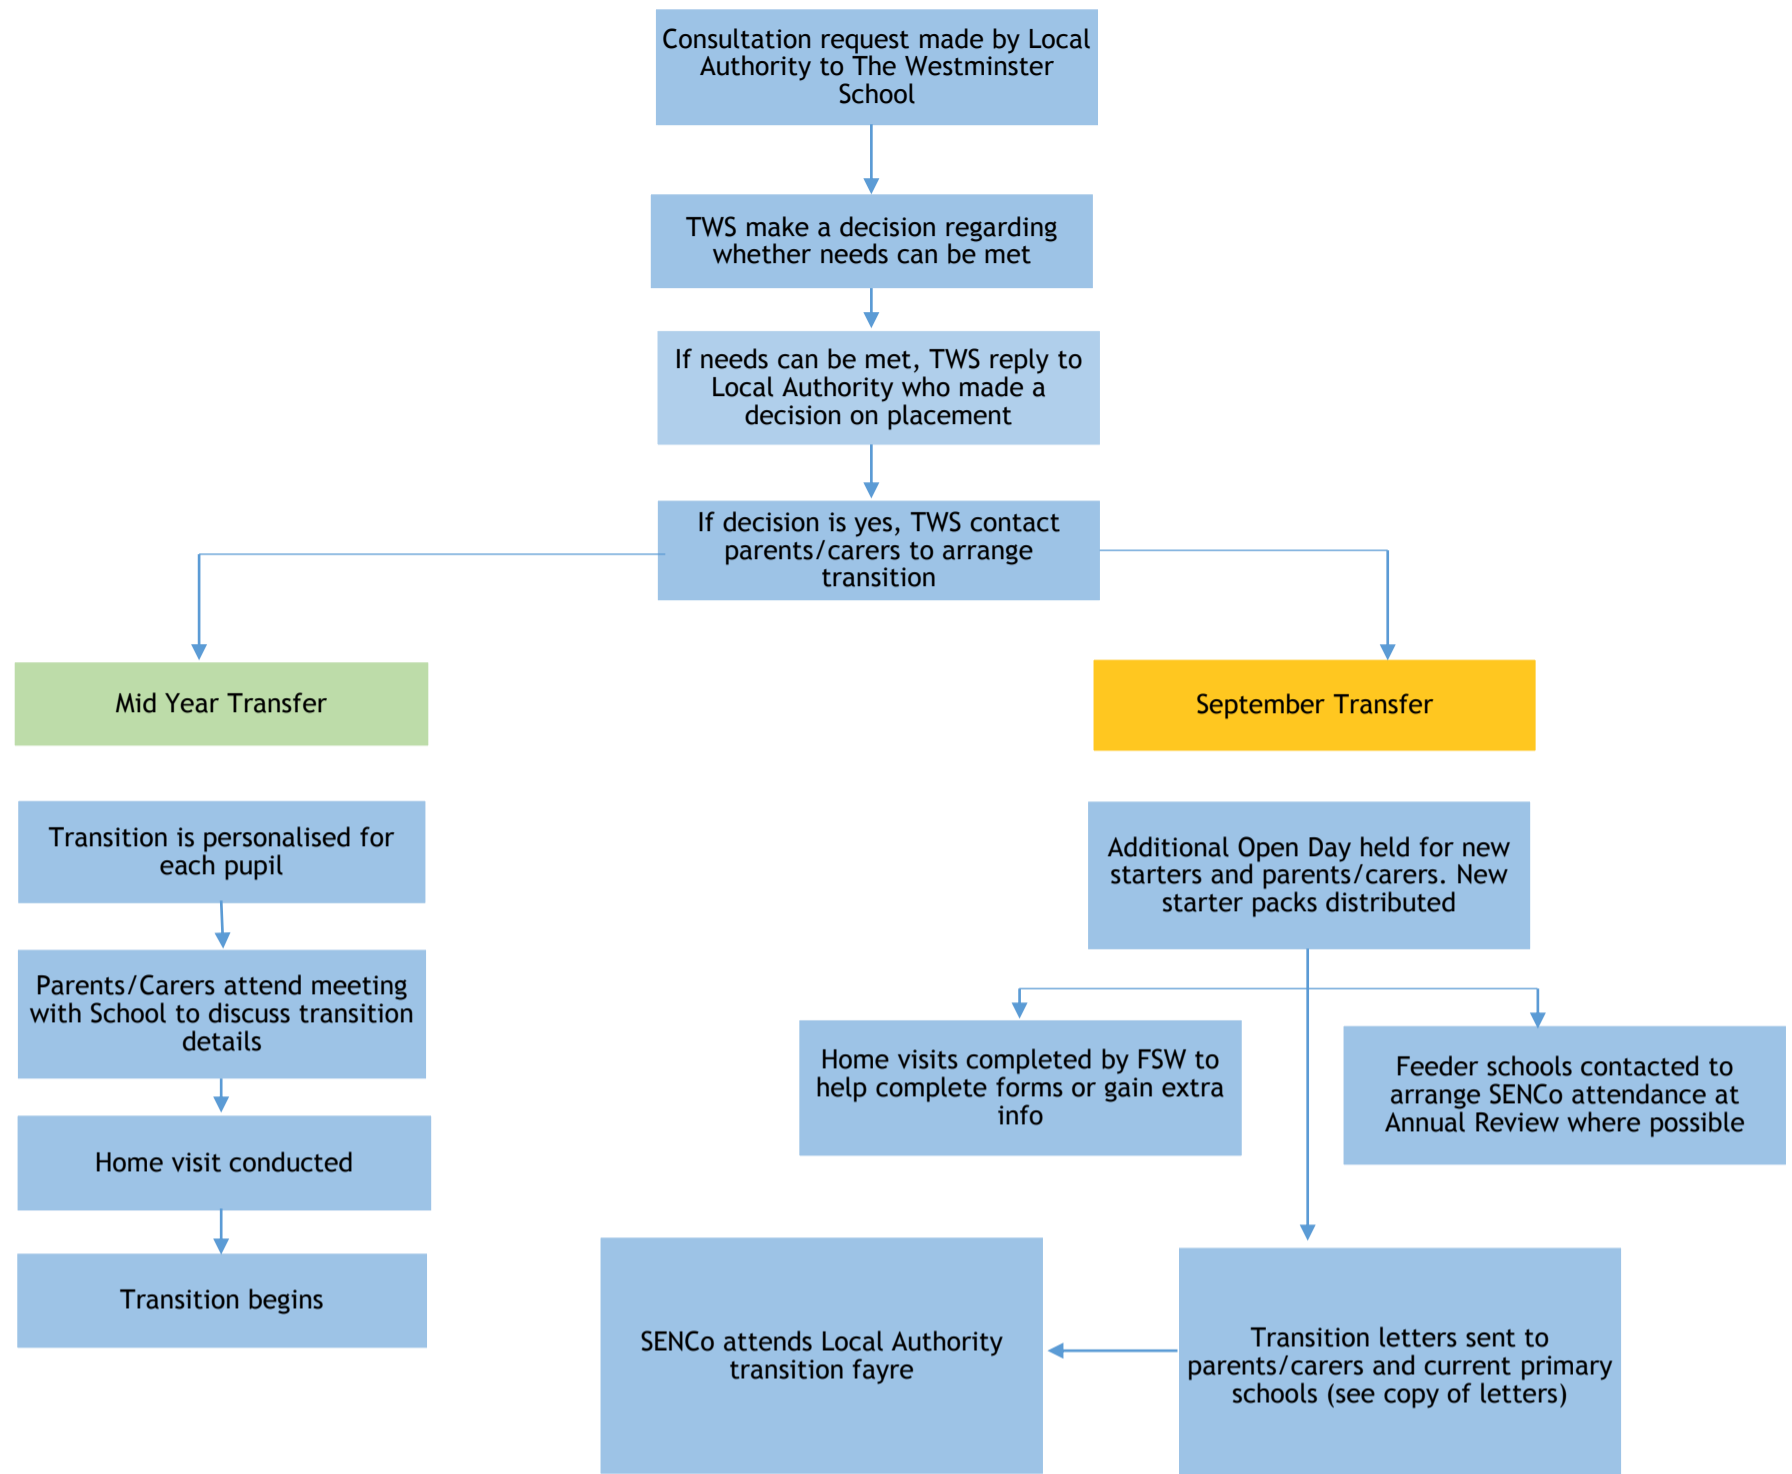 Consultation request made by Local
Authority to The Westminster
School
TWS make a decision regarding
whether needs can be met
If needs can be met, TWS reply to
Local Authority who made a
decision on placement
If decision is yes, TWS contact
parents/carers to arrange
transition
Mid Year Transfer
September Transfer
Transition is personalised for
each pupil
Parents/Carers attend meeting
with School to discuss transition
details
Home visit conducted
Transition begins
Additional Open Day held for new
starters and parents/carers. New
starter packs distributed
Home visits completed by FSW to
help complete forms or gain extra
info
Feeder schools contacted to
arrange SENCo attendance at
Annual Review where possible
SENCo attends Local Authority
transition fayre
Transition letters sent to
parents/carers and current primary
schools (see copy of letters)